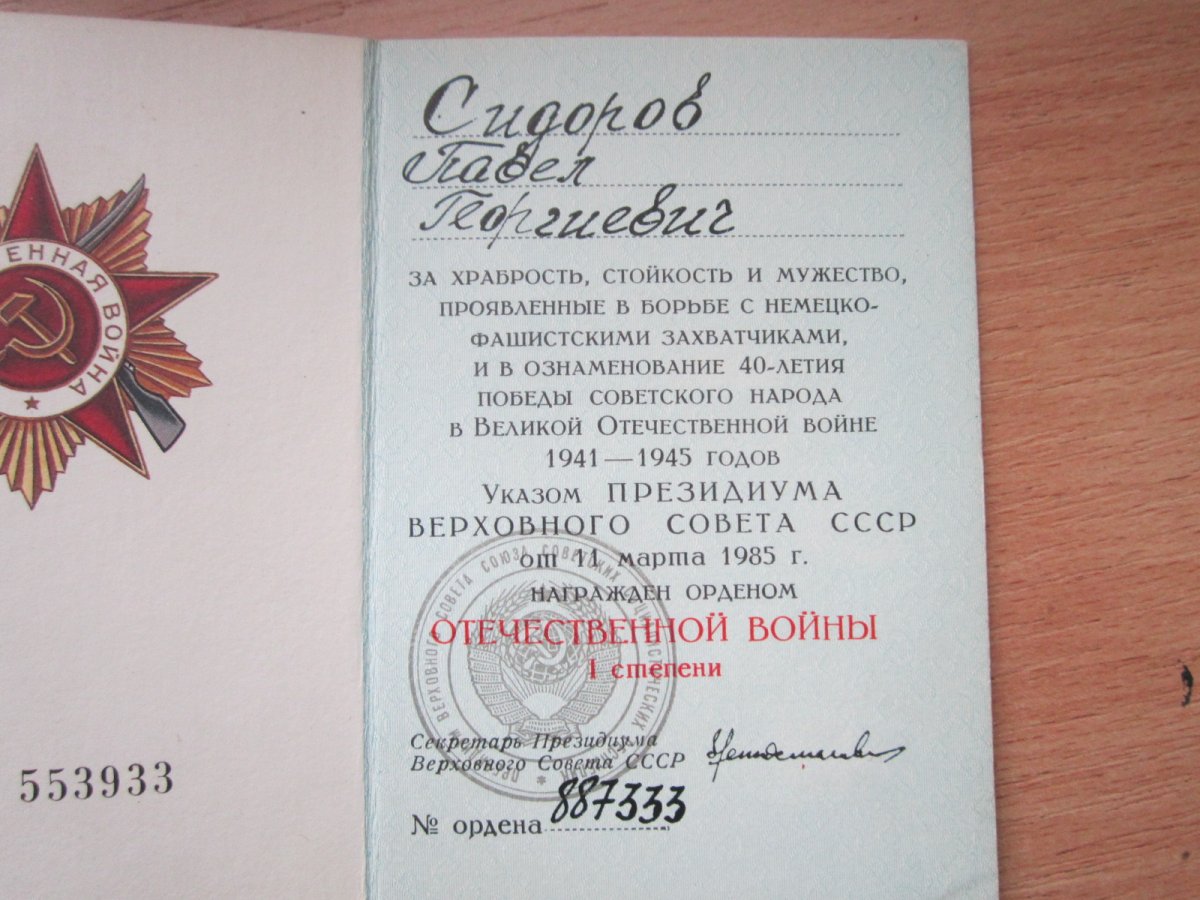 ЕННАЯ ВОЙНА
553933
Сидоров
Павел
Георгиевич
ЗА ХРАБРОСТЬ, СТОЙКОСТЬ И МУЖЕСТВО,
ПРОЯВЛЕННЫЕ В БОРЬБЕ С НЕМЕЦКО-
ФАШИСТСКИМИ ЗАХВАТЧИКАМИ,
И В ОЗНАМЕНОВАНИЕ 40-ЛЕТИЯ
ПОБЕДЫ СОВЕТСКОГО НАРОДА
В ВЕЛИКОЙ ОТЕЧЕСТВЕННОЙ ВОЙНЕ
1941—1945 ГОДОВ
УКАЗОМ ПРЕЗИДИУМА
ВЕРХОВНОГО СОВЕТА СССР
от 11 марта 1985 г.
НАГРАЖДЕН ОРДЕНОМ
ОТЕЧЕСТВЕННОЙ ВОЙНЫ
I степени
Секретарь Президиума
Верховного Совета СССР
№ ордена 887333